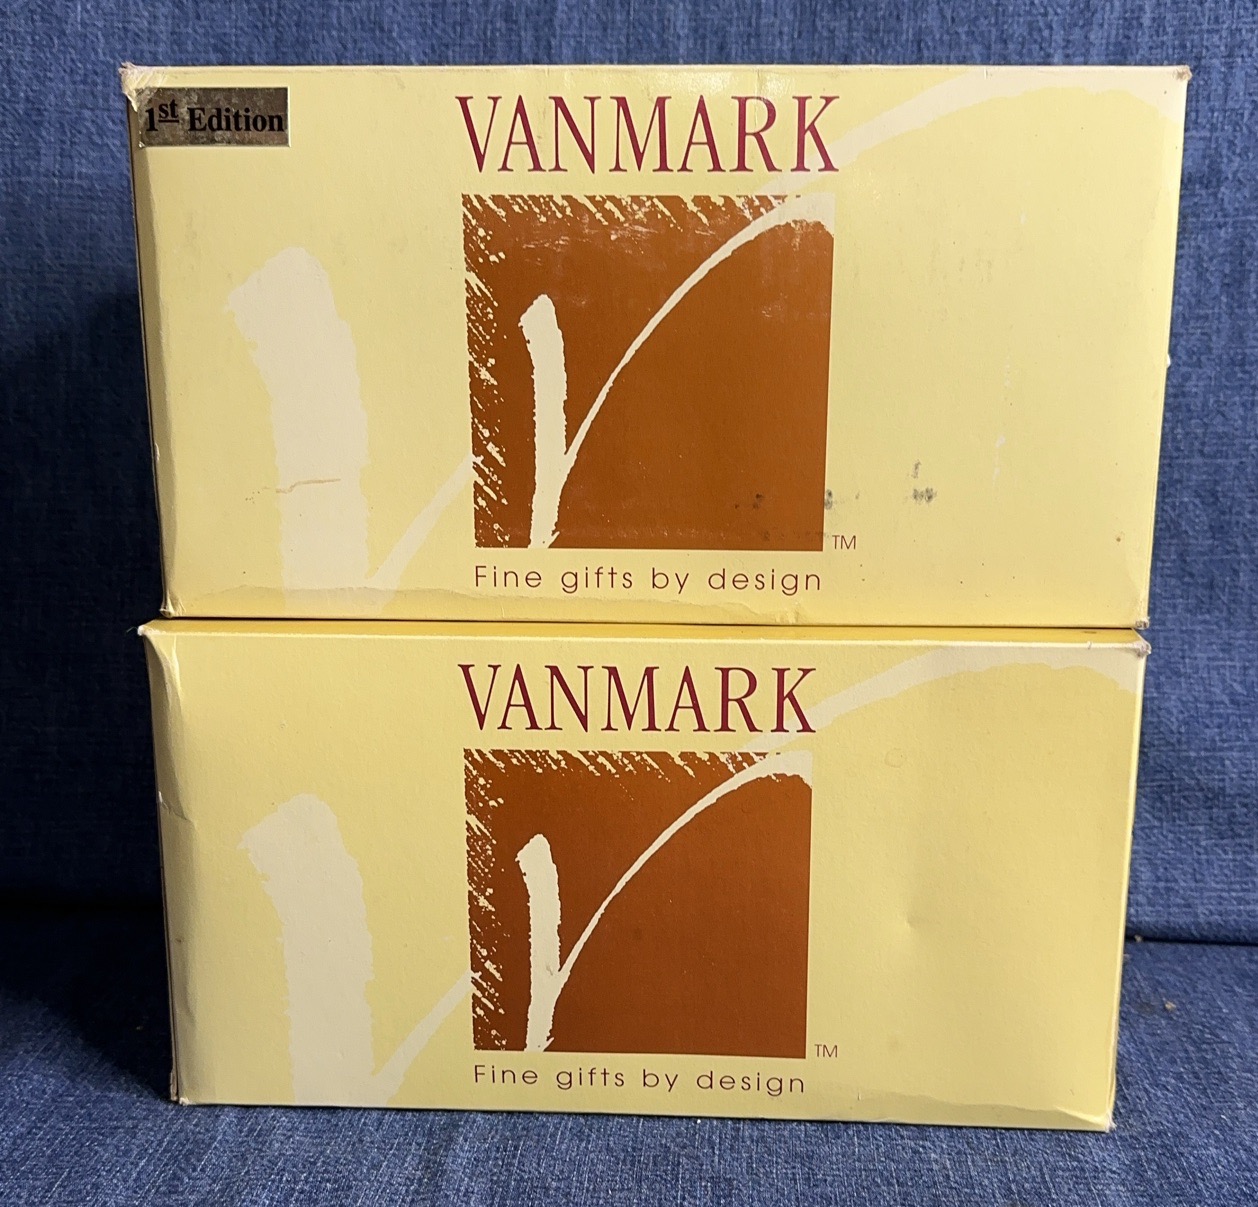 1st Edition
VANMARK
TM
Fine gifts by design
VANMARK
TM
Fine gifts by design